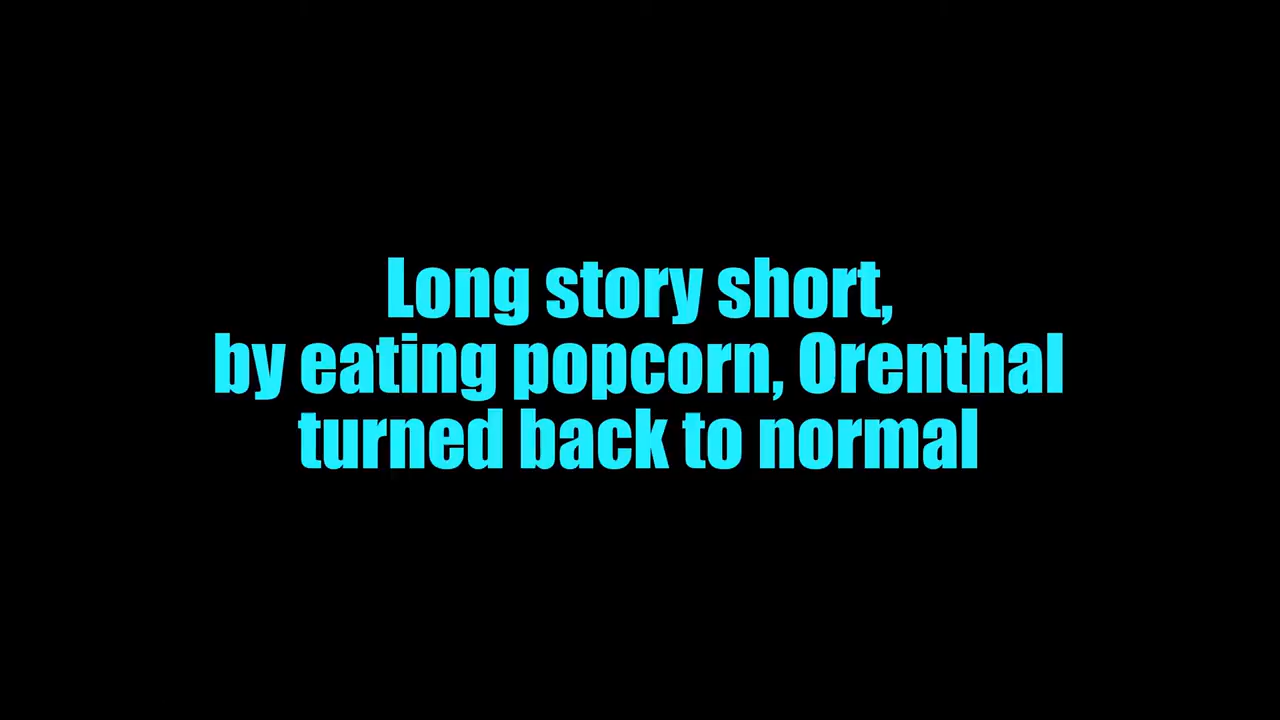 Long story short,
by eating popcorn, Orenthal
turned back to normal